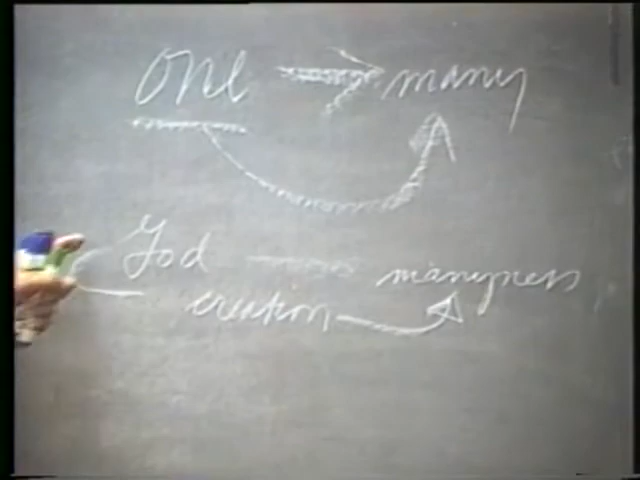 One → many
God — manyness
creation